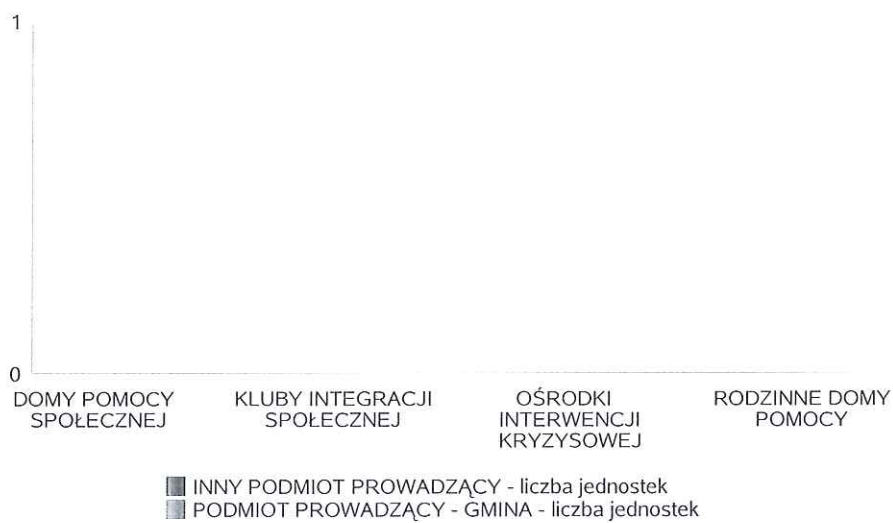 1
0
DOMY POMOCY SPOŁECZNEJ
KLUBY INTEGRACJI SPOŁECZNEJ
OŚRODKI INTERWENCJI KRYZYSOWEJ
RODZINNE DOMY POMOCY
INNY PODMIOT PROWADZĄCY - liczba jednostek
PODMIOT PROWADZĄCY - GMINA - liczba jednostek